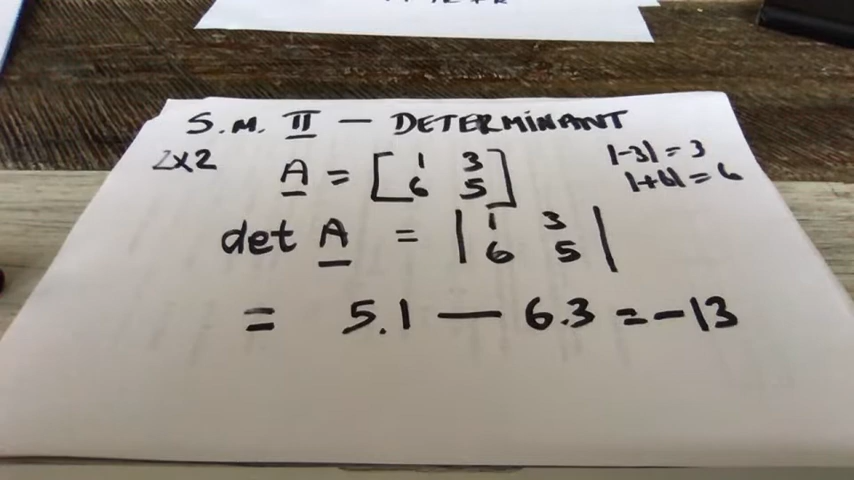 S.M. II — DETERMINANT
2x2 A = [ 1 3
6 5 ]
|-3| = 3
|+6| = 6
det A = | 1 3
6 5 |
= 5.1 — 6.3 = -13